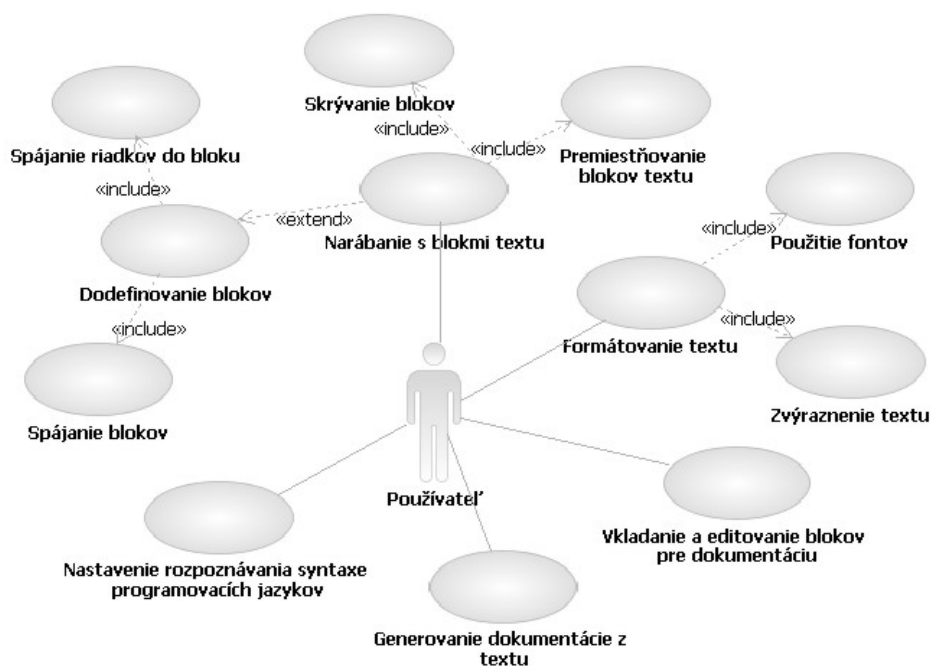 Skrývanie blokov
«include»
Spájanie riadkov do bloku
«include»
Premiestňovanie
blokov textu
«include»
«extend»
Narábanie s blokmi textu
«include»
Použitie fontov
Dodefinovanie blokov
«include»
«include»
Formátovanie textu
Spájanie blokov
Zvýraznenie textu
Používateľ
Vkladanie a editovanie blokov
pre dokumentáciu
Nastavenie rozpoznávania syntaxe
programovacích jazykov
Generovanie dokumentácie z
textu